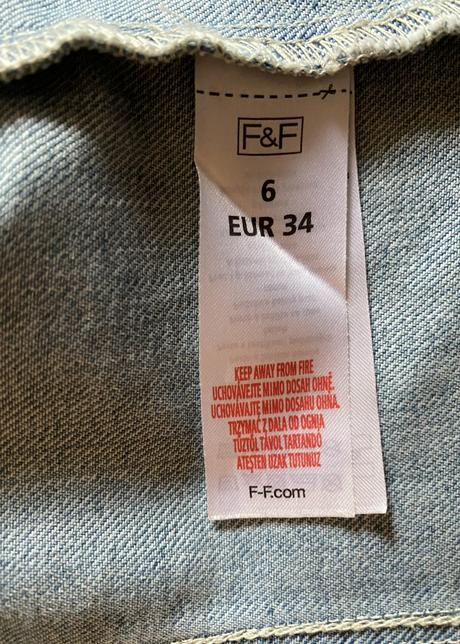 F&F
6
EUR 34
KEEP AWAY FROM FIRE
UCHOVÁVEJTE MIMO DOSAH OHNĚ.
UCHOVÁVAJTE MIMO DOSAHU OHŇA.
TRZYMAĆ Z DALA OD OGNIA
TŰZTŐL TÁVOL TARTANDÓ
ATEŞTEN UZAK TUTUNUZ
F-F.com